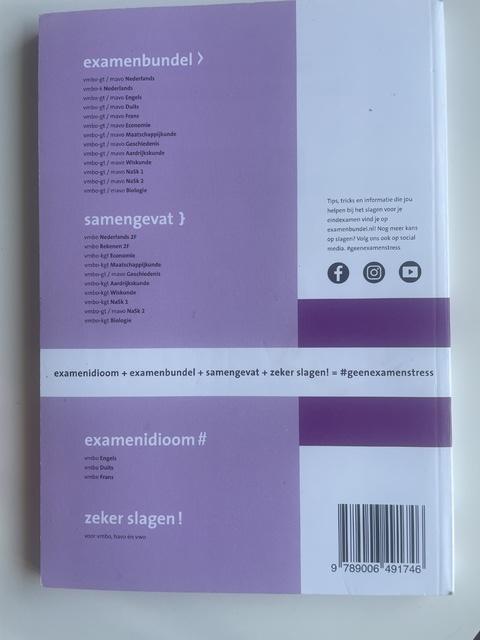 examenbundel >
vmbo-gt / mavo Nederlands
vmbo-k Nederlands
vmbo-gt / mavo Engels
vmbo-gt / mavo Duits
vmbo-gt / mavo Frans
vmbo-gt / mavo Economie
vmbo-gt / mavo Maatschappijkunde
vmbo-gt / mavo Geschiedenis
vmbo-gt / mavo Aardrijkskunde
vmbo-gt / mavo Wiskunde
vmbo-gt / mavo NaSk 1
vmbo-gt / mavo NaSk 2
vmbo-gt / mavo Biologie
samengevat }
vmbo Nederlands 2F
vmbo Rekenen 2F
vmbo-kgt Economie
vmbo-kgt Maatschappijkunde
vmbo-gt / mavo Geschiedenis
vmbo-kgt Aardrijkskunde
vmbo-kgt Wiskunde
vmbo-kgt NaSk 1
vmbo-gt / mavo NaSk 2
vmbo-kgt Biologie
Tips, tricks en informatie die jou
helpen bij het slagen voor je
eindexamen vind je op
examenbundel.nl! Nog meer kans
op slagen? Volg ons ook op social
media. #geenexamenstress
examenidioom + examenbundel + samengevat + zeker slagen! = #geenexamenstress
examenidioom #
vmbo Engels
vmbo Duits
vmbo Frans
zeker slagen !
voor vmbo, havo én vwo
9 789006 491746